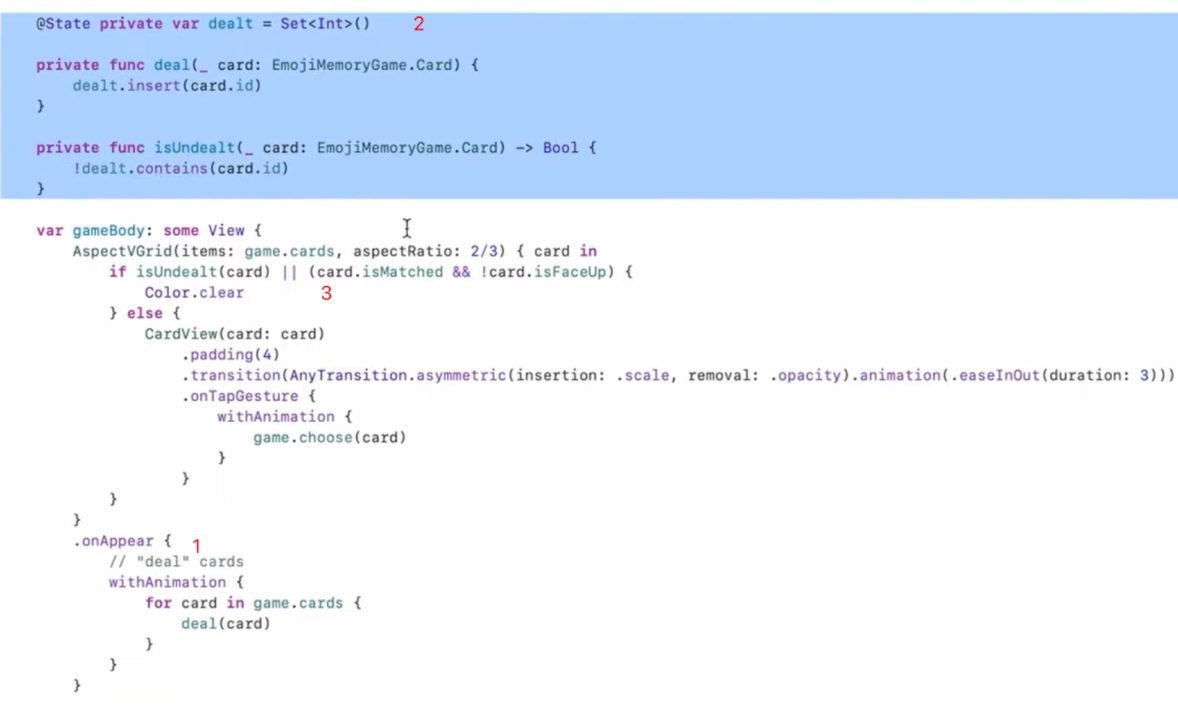 @State private var dealt = Set<Int>() 2
private func deal(_ card: EmojiMemoryGame.Card) {
dealt.insert(card.id)
}
private func isUndealt(_ card: EmojiMemoryGame.Card) -> Bool {
!dealt.contains(card.id)
}
var gameBody: some View {
AspectVGrid(items: game.cards, aspectRatio: 2/3) { card in
if isUndealt(card) || (card.isMatched && !card.isFaceUp) {
Color.clear 3
} else {
CardView(card: card)
.padding(4)
.transition(AnyTransition.asymmetric(insertion: .scale, removal: .opacity).animation(.easeInOut(duration: 3)))
.onTapGesture {
withAnimation {
game.choose(card)
}
}
}
}
.onAppear { 1
// "deal" cards
withAnimation {
for card in game.cards {
deal(card)
}
}
}